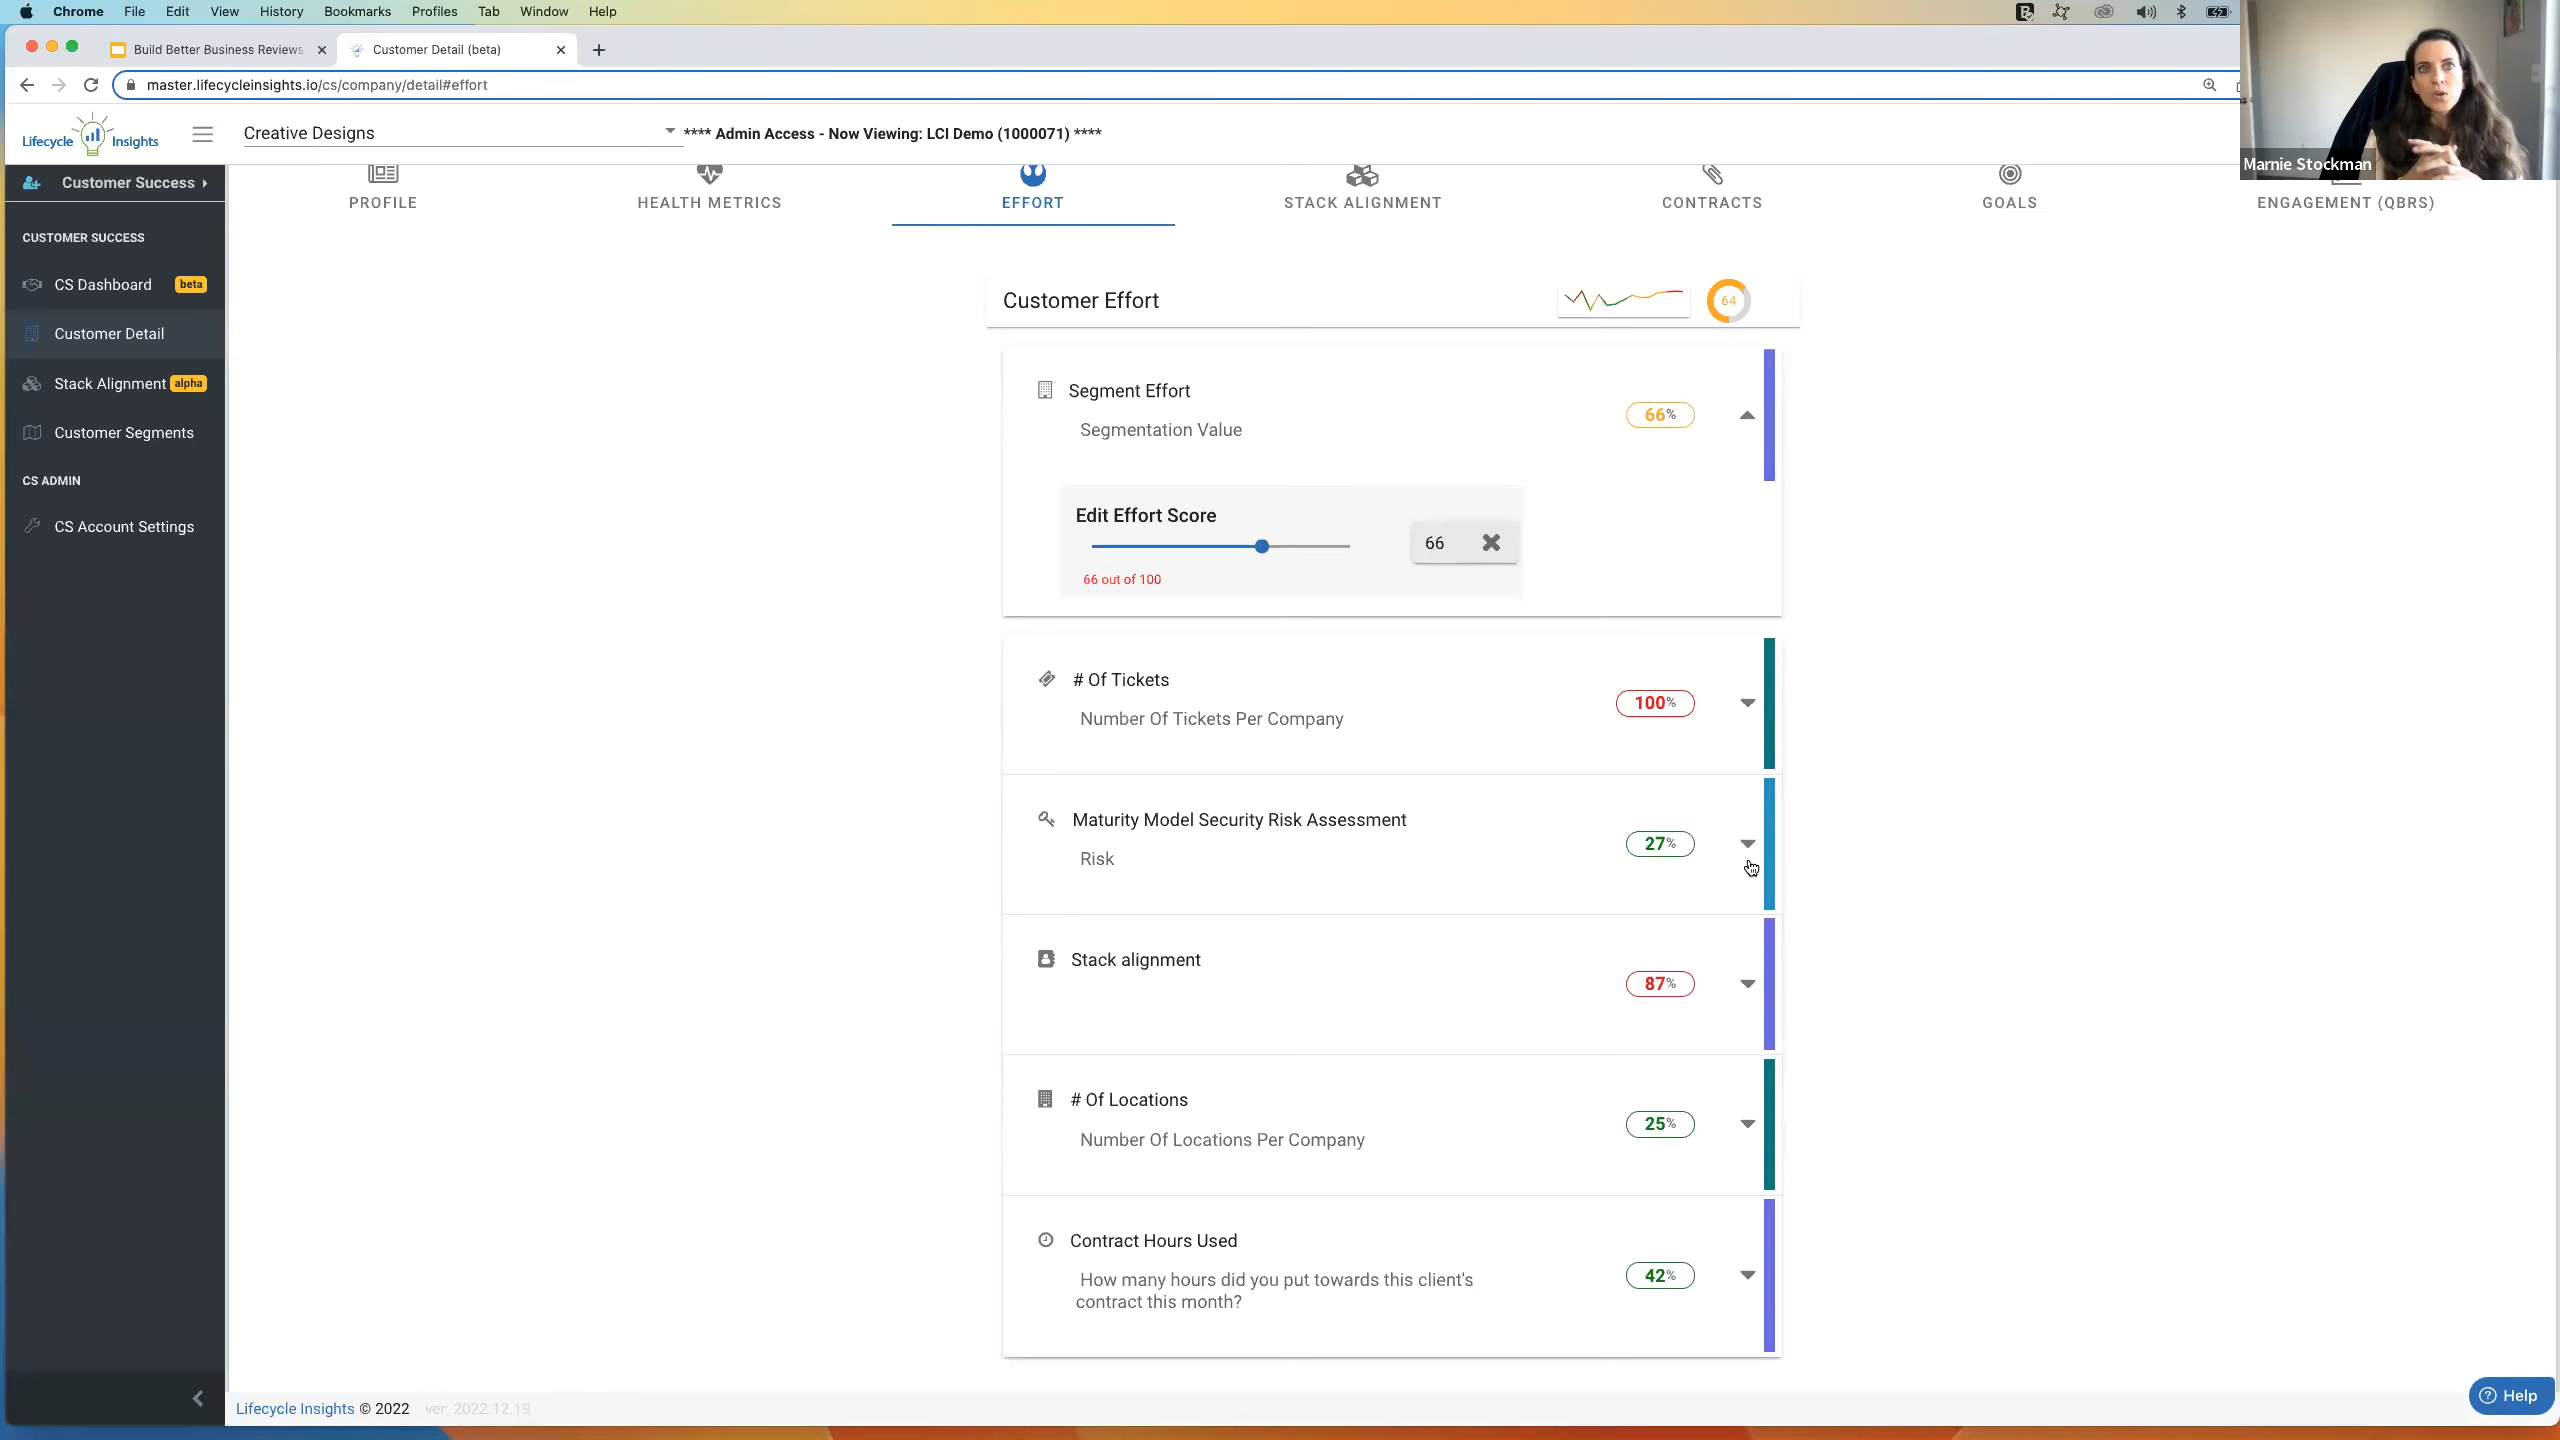 Chrome File Edit View History Bookmarks Profiles Tab Window Help
Build Better Business Reviews
Customer Detail (beta)
master.lifecycleinsights.io/cs/company/detail#effort
Lifecycle Insights
Creative Designs
**** Admin Access - Now Viewing: LCI Demo (1000071) ****
Marnie Stockman
Customer Success
PROFILE
HEALTH METRICS
EFFORT
STACK ALIGNMENT
CONTRACTS
GOALS
ENGAGEMENT (QBRS)
CUSTOMER SUCCESS
CS Dashboard beta
Customer Detail
Stack Alignment alpha
Customer Segments
CS ADMIN
CS Account Settings
Customer Effort
64
Segment Effort
Segmentation Value
66%
Edit Effort Score
66
66 out of 100
# Of Tickets
Number Of Tickets Per Company
100%
Maturity Model Security Risk Assessment
Risk
27%
Stack alignment
87%
# Of Locations
Number Of Locations Per Company
25%
Contract Hours Used
How many hours did you put towards this client's
contract this month?
42%
Lifecycle Insights © 2022 ver: 2022.12.19
Help